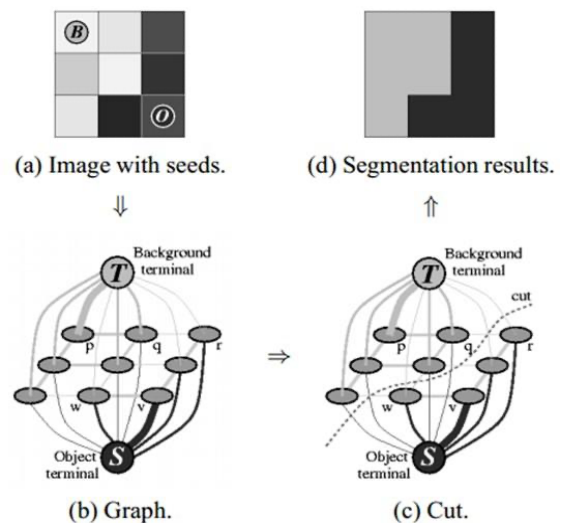 B
O
(a) Image with seeds.
(d) Segmentation results.
⇓
⇑
Background
terminal
T
p
q
r
w
v
Object
terminal
S
(b) Graph.
⇒
Background
terminal
T
cut
p
q
r
w
v
Object
terminal
S
(c) Cut.